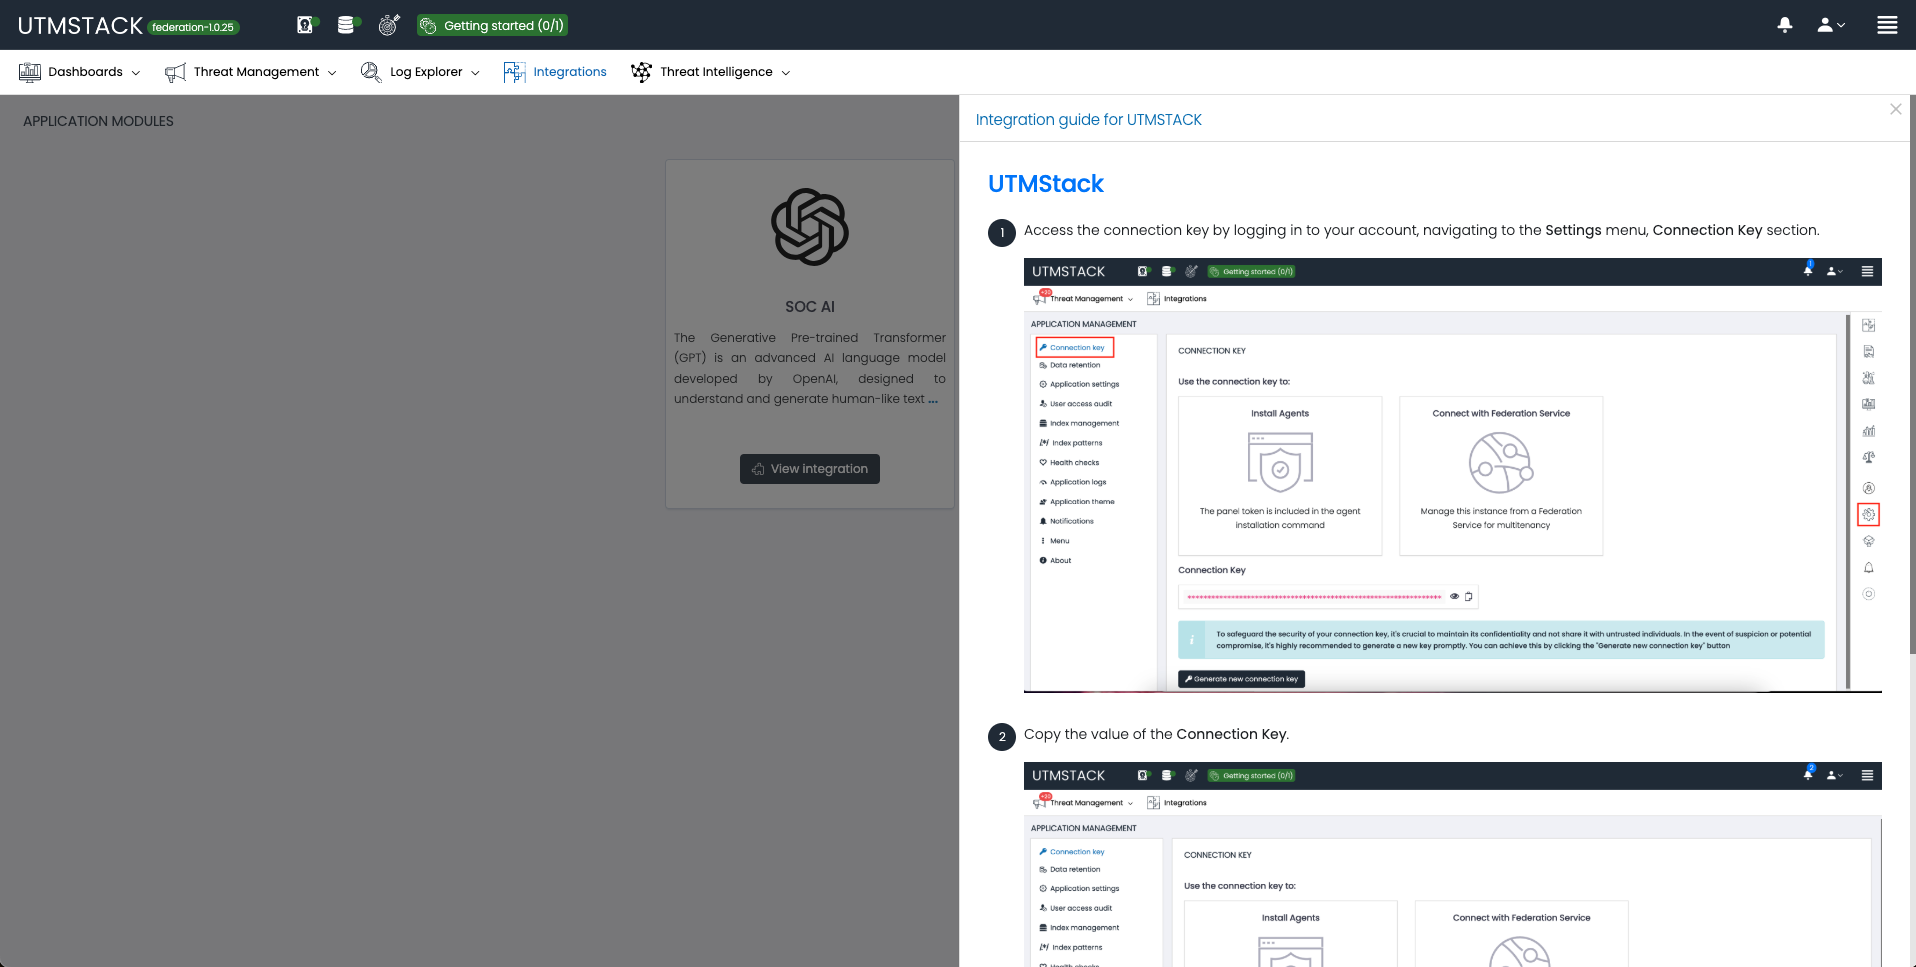 UTMSTACK federation-1.0.25 Getting started (0/1)
Dashboards Threat Management Log Explorer Integrations Threat Intelligence
APPLICATION MODULES
SOC AI
The Generative Pre-trained Transformer
(GPT) is an advanced AI language model
developed by OpenAI, designed to
understand and generate human-like text ...
View integration
Integration guide for UTMSTACK
UTMStack
1 Access the connection key by logging in to your account, navigating to the Settings menu, Connection Key section.
UTMSTACK Getting started (0/1) 1
+30 Threat Management Integrations
APPLICATION MANAGEMENT
Connection key
Data retention
Application settings
User access audit
Index management
Index patterns
Health checks
Application logs
Application theme
Notifications
Menu
About
CONNECTION KEY
Use the connection key to:
Install Agents
The panel token is included in the agent
installation command
Connect with Federation Service
Manage this instance from a Federation
Service for multitenancy
Connection Key
To safeguard the security of your connection key, it's crucial to maintain its confidentiality and not share it with untrusted individuals. In the event of suspicion or potential
compromise, it's highly recommended to generate a new key promptly. You can achieve this by clicking the "Generate new connection key" button
Generate new connection key
2 Copy the value of the Connection Key.
UTMSTACK Getting started (0/1) 2
+30 Threat Management Integrations
APPLICATION MANAGEMENT
Connection key
Data retention
Application settings
User access audit
Index management
Index patterns
Health checks
CONNECTION KEY
Use the connection key to:
Install Agents
Connect with Federation Service